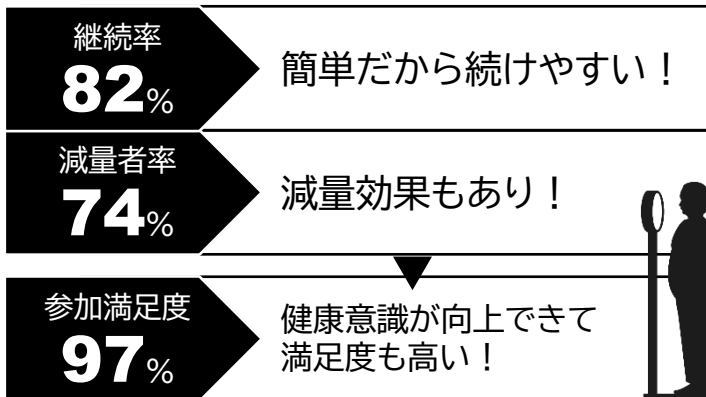 継続率
82%
簡単だから続けやすい！
減量者率
74%
減量効果もあり！
参加満足度
97%
健康意識が向上できて
満足度も高い！